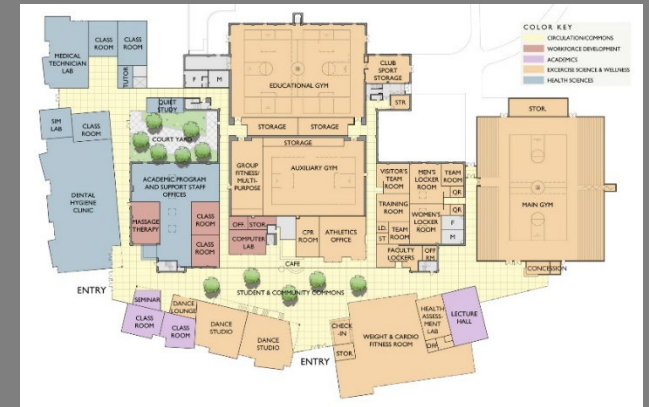 COLOR KEY
CIRCULATION/COMMONS
WORKFORCE DEVELOPMENT
ACADEMICS
EXCERCISE SCIENCE & WELLNESS
HEALTH SCIENCES
MEDICAL
TECHNICIAN
LAB
CLASS
ROOM
CLASS
ROOM
TUTOR
F
M
EDUCATIONAL GYM
CLUB
SPORT
STORAGE
STR
QUIET
STUDY
SIM
LAB
CLASS
ROOM
COURT YARD
STORAGE
STORAGE
STORAGE
STOR.
DENTAL
HYGIENE
CLINIC
ACADEMIC PROGRAM
AND SUPPORT STAFF
OFFICES
GROUP
FITNESS/
MULTI-
PURPOSE
AUXILIARY GYM
VISITOR'S
TEAM
ROOM
MEN'S
LOCKER
ROOM
TEAM
ROOM
QR
MAIN GYM
MASSAGE
THERAPY
CLASS
ROOM
CLASS
ROOM
OFF
STOR.
COMPUTER
LAB
CPR
ROOM
ATHLETICS
OFFICE
TRAINING
ROOM
WOMEN'S
LOCKER
ROOM
QR
F
M
ST
TEAM
ROOM
FACULTY
LOCKERS
OFF
RM.
CAFE
CONCESSION
ENTRY
STUDENT & COMMUNITY COMMONS
SEMINAR
CLASS
ROOM
CLASS
ROOM
DANCE
LOUNGE
DANCE
STUDIO
DANCE
STUDIO
CHECK
-IN
STOR.
WEIGHT & CARDIO
FITNESS ROOM
HEALTH
ASSESS-
MENT
LAB
LECTURE
HALL
ENTRY